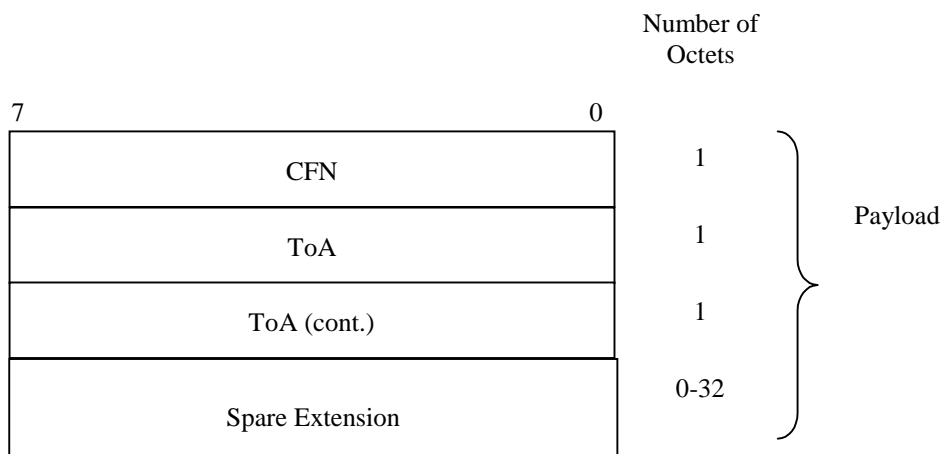 Number of
Octets
7 0
CFN 1
ToA 1
Payload
ToA (cont.) 1
Spare Extension 0-32